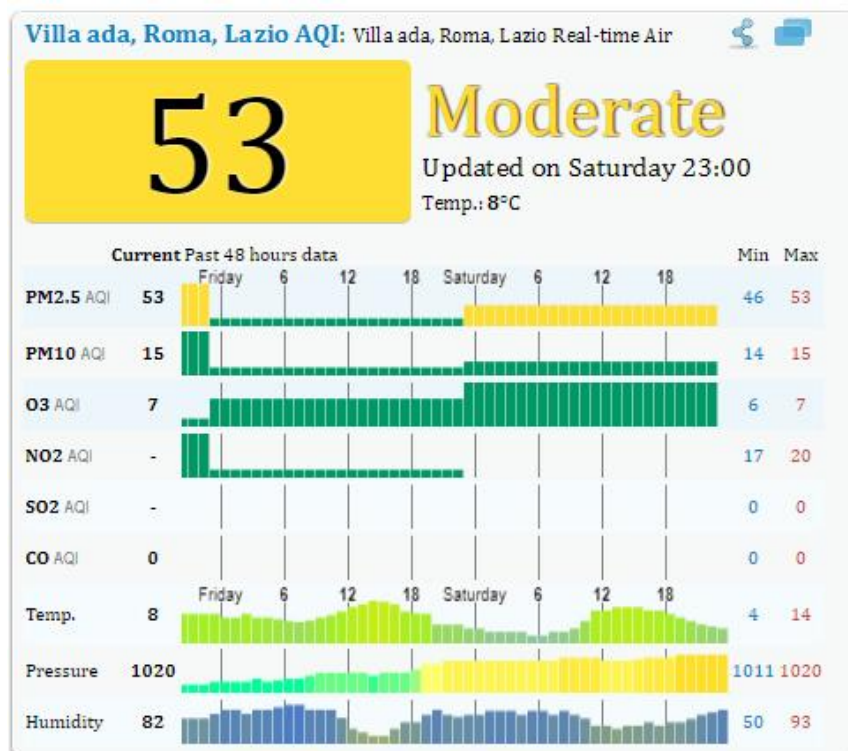 Villa ada, Roma, Lazio AQI: Villa ada, Roma, Lazio Real-time Air
53
Moderate
Updated on Saturday 23:00
Temp.: 8°C
Current Past 48 hours data Min Max
Friday 6 12 18 Saturday 6 12 18
PM2.5 AQI 53 46 53
PM10 AQI 15 14 15
O3 AQI 7 6 7
NO2 AQI - 17 20
SO2 AQI - 0 0
CO AQI 0 0 0
Friday 6 12 18 Saturday 6 12 18
Temp. 8 4 14
Pressure 1020 1011 1020
Humidity 82 50 93